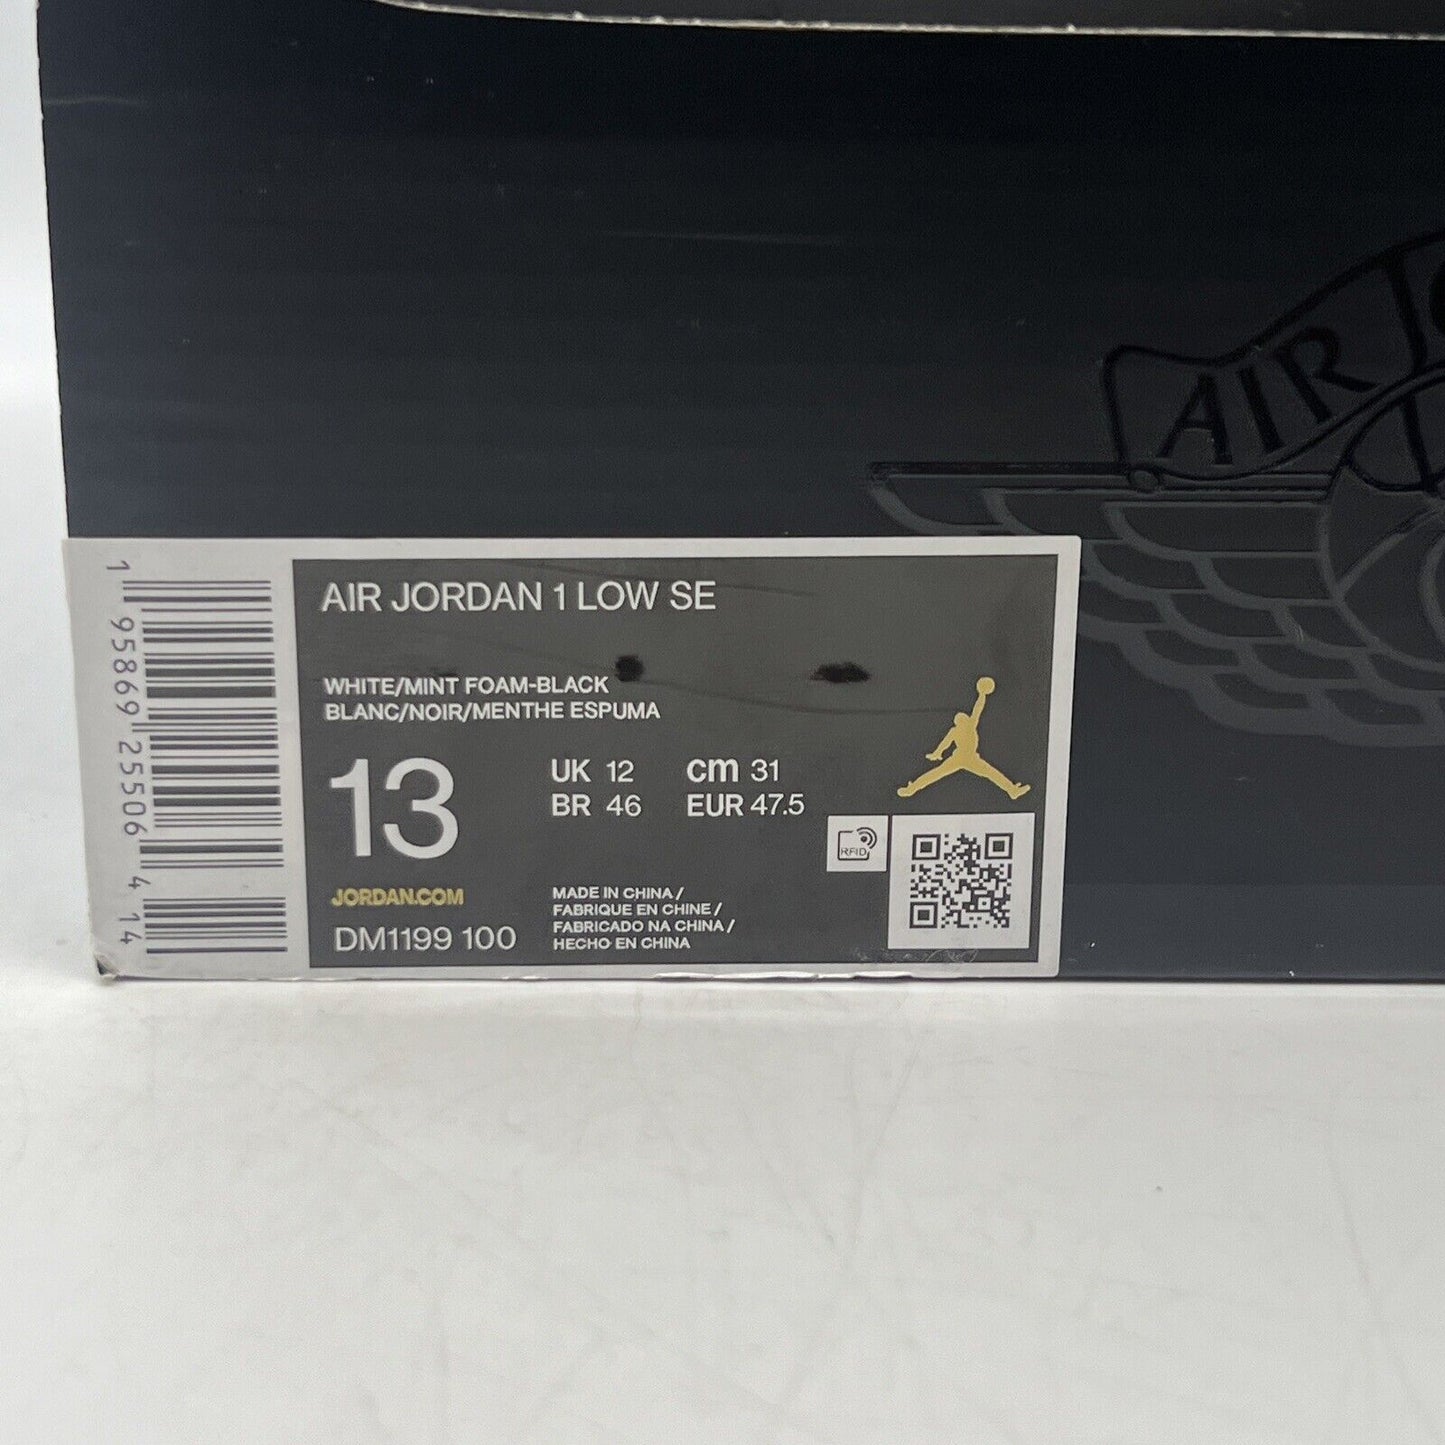 AIR JO
1 95869 25506 4 14
AIR JORDAN 1 LOW SE
WHITE/MINT FOAM-BLACK
BLANC/NOIR/MENTHE ESPUMA
13
UK 12 cm 31
BR 46 EUR 47.5
RFID
JORDAN.COM
DM1199 100
MADE IN CHINA /
FABRIQUE EN CHINE /
FABRICADO NA CHINA /
HECHO EN CHINA